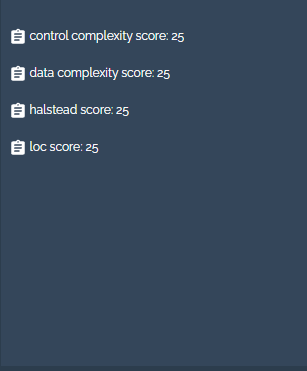 control complexity score: 25
data complexity score: 25
halstead score: 25
loc score: 25